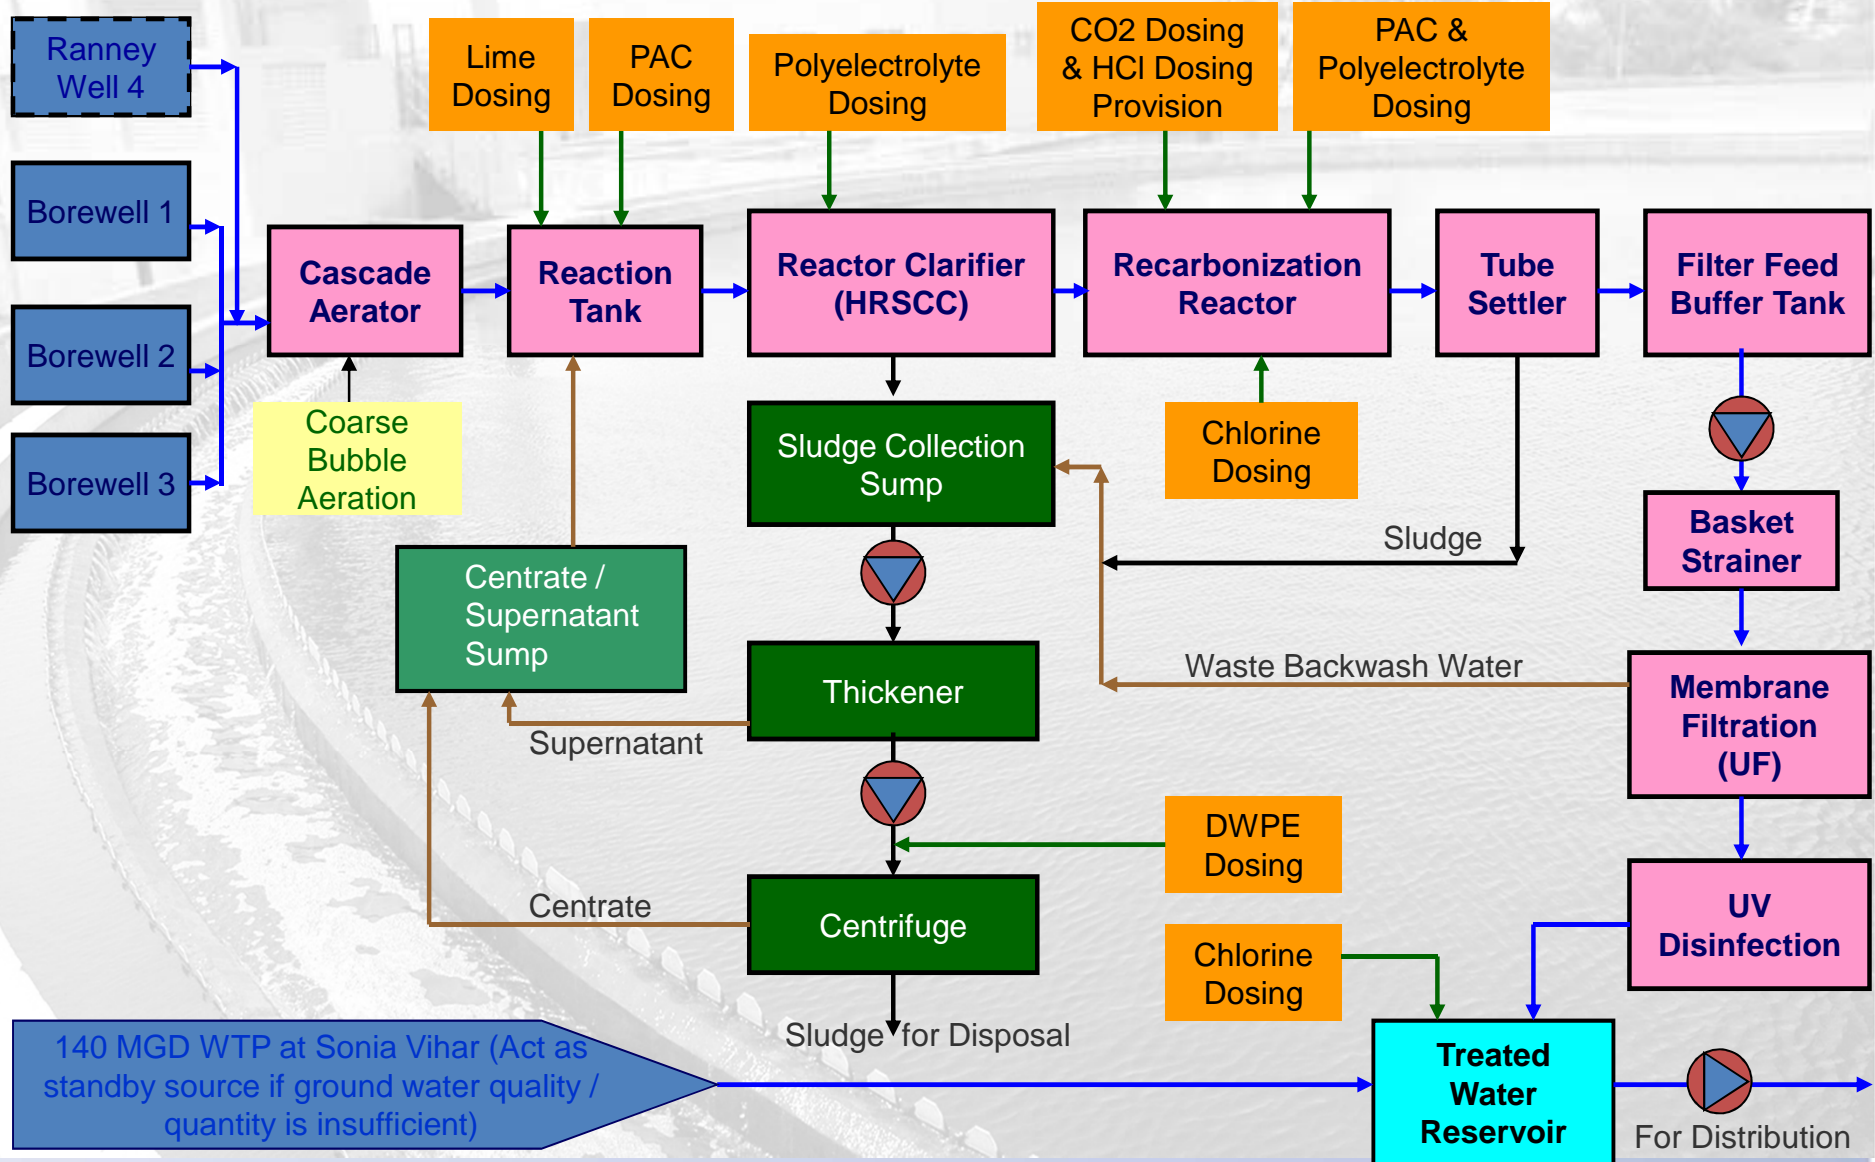 Ranney
Well 4
Lime
Dosing
PAC
Dosing
Polyelectrolyte
Dosing
CO2 Dosing
& HCl Dosing
Provision
PAC &
Polyelectrolyte
Dosing
Borewell 1
Borewell 2
Borewell 3
Cascade
Aerator
Reaction
Tank
Reactor Clarifier
(HRSCC)
Recarbonization
Reactor
Tube
Settler
Filter Feed
Buffer Tank
Coarse
Bubble
Aeration
Sludge Collection
Sump
Chlorine
Dosing
Sludge
Basket
Strainer
Centrate /
Supernatant
Sump
Waste Backwash Water
Thickener
Supernatant
Membrane
Filtration
(UF)
DWPE
Dosing
Centrate
Centrifuge
UV
Disinfection
Chlorine
Dosing
Sludge for Disposal
140 MGD WTP at Sonia Vihar (Act as
standby source if ground water quality /
quantity is insufficient)
Treated
Water
Reservoir
For Distribution